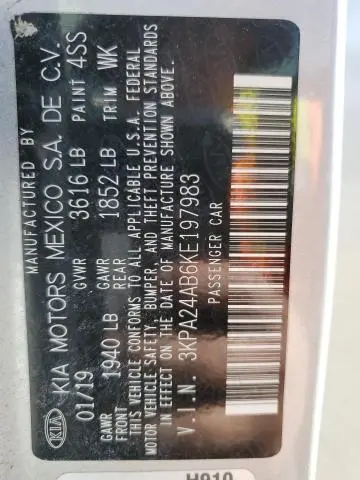 MANUFACTURED BY
KIA KIA MOTORS MEXICO S.A. DE C.V.
01/19 GVWR 3616 LB PAINT 4SS
GAWR FRONT 1940 LB GAWR REAR 1852 LB TRIM WK
THIS VEHICLE CONFORMS TO ALL APPLICABLE U.S.A. FEDERAL
MOTOR VEHICLE SAFETY, BUMPER, AND THEFT PREVENTION STANDARDS
IN EFFECT ON THE DATE OF MANUFACTURE SHOWN ABOVE.
V.I.N. 3KPA24AB6KE197983
PASSENGER CAR
H910